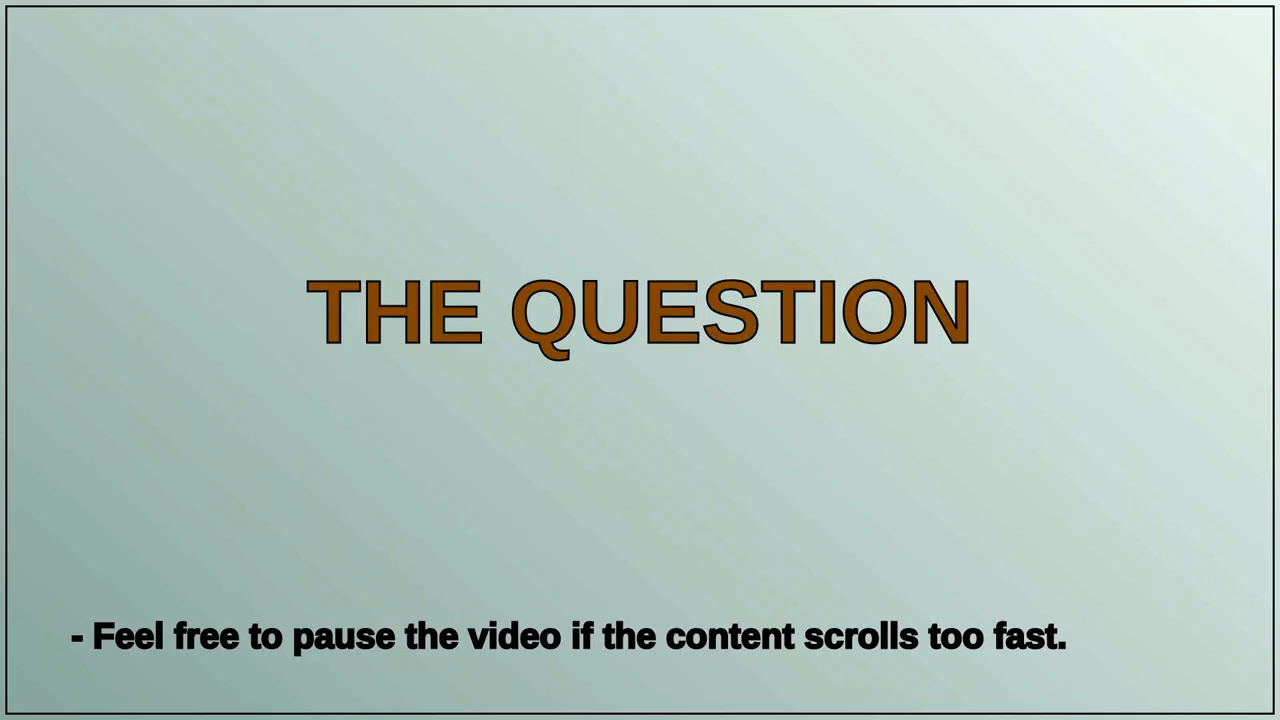 THE QUESTION
- Feel free to pause the video if the content scrolls too fast.